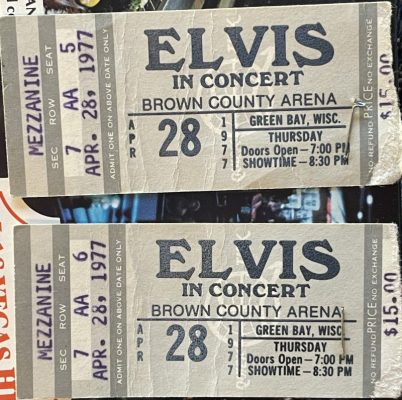 MEZZANINE 7 AA 5
SEC ROW SEAT
APR. 28, 1977
ADMIT ONE ON ABOVE DATE ONLY
ELVIS
IN CONCERT
BROWN COUNTY ARENA
APR
28
1977
GREEN BAY, WISC.
THURSDAY
Doors Open—7:00 PM
SHOWTIME—8:30 PM
NO REFUND PRICE NO EXCHANGE
$15.00
MEZZANINE 7 AA 6
SEC ROW SEAT
APR. 28, 1977
ADMIT ONE ON ABOVE DATE ONLY
ELVIS
IN CONCERT
BROWN COUNTY ARENA
APR
28
1977
GREEN BAY, WISC
THURSDAY
Doors Open—7:00 PM
SHOWTIME—8:30 PM
NO REFUND PRICE NO EXCHANGE
$15.00
VEGAS